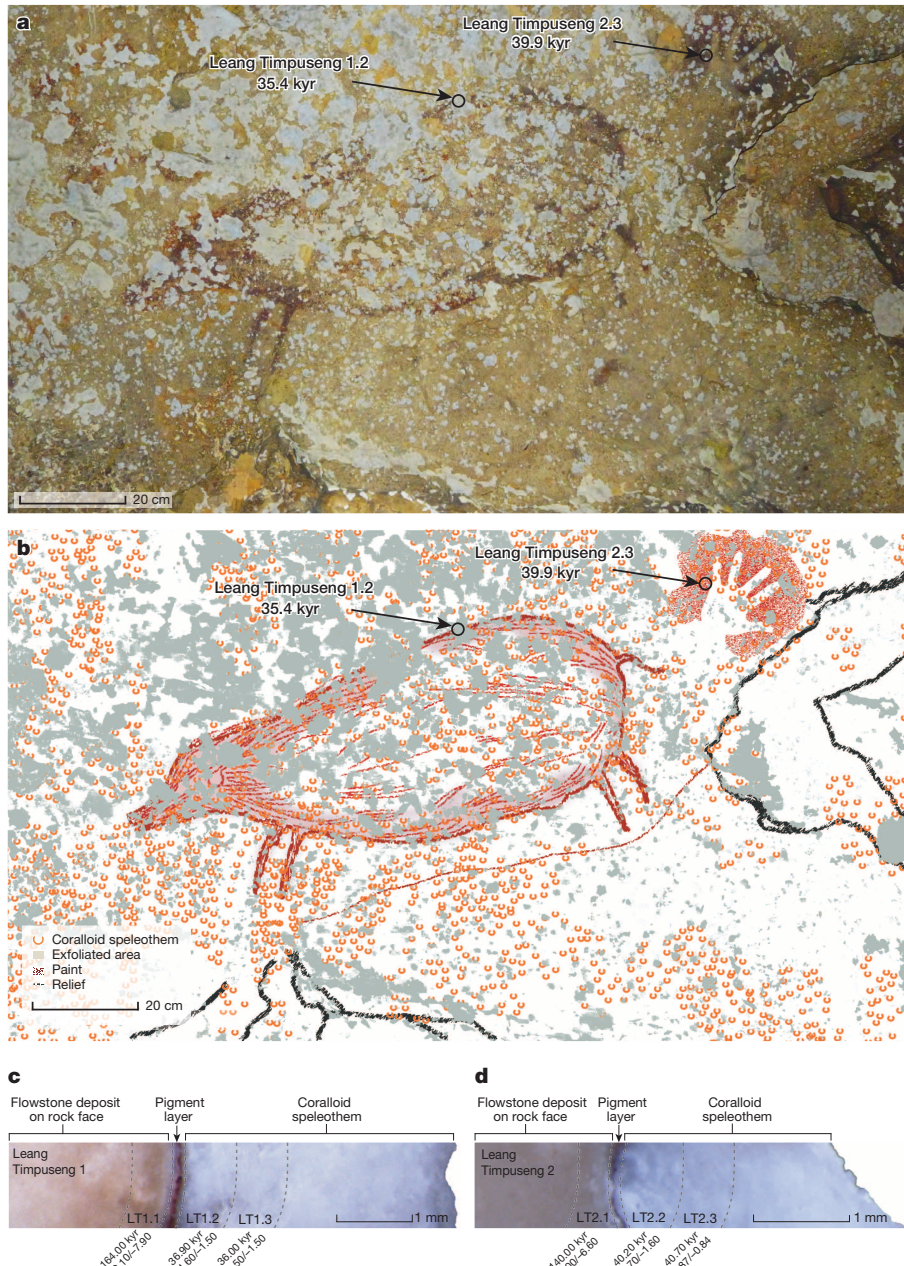 a
Leang Timpuseng 2.3
39.9 kyr
Leang Timpuseng 1.2
35.4 kyr
20 cm
b
Leang Timpuseng 2.3
39.9 kyr
Leang Timpuseng 1.2
35.4 kyr
Coralloid speleothem
Exfoliated area
Paint
Relief
20 cm
c
Flowstone deposit
on rock face
Pigment
layer
Coralloid
speleothem
Leang
Timpuseng 1
LT1.1
LT1.2
LT1.3
1 mm
164.00 kyr
36.90 kyr
36.00 kyr
d
Flowstone deposit
on rock face
Pigment
layer
Coralloid
speleothem
Leang
Timpuseng 2
LT2.1
LT2.2
LT2.3
1 mm
140.00 kyr
40.20 kyr
40.70 kyr